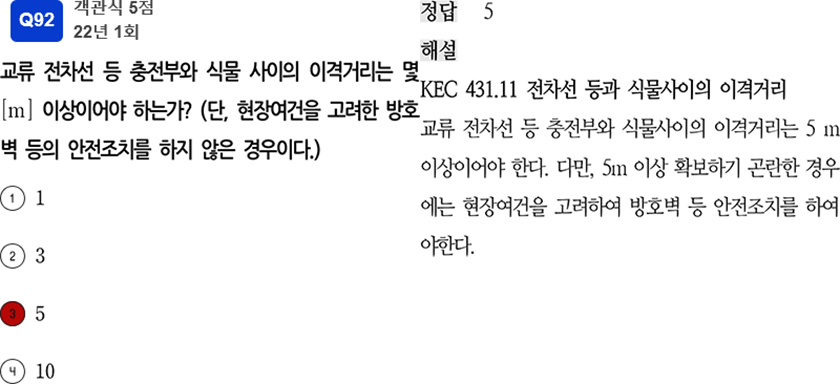 Q92
객관식 5점
22년 1회
교류 전차선 등 충전부와 식물 사이의 이격거리는 몇
[m] 이상이어야 하는가? (단, 현장여건을 고려한 방호
벽 등의 안전조치를 하지 않은 경우이다.)
1 1
2 3
3 5
4 10
정답 5
해설
KEC 431.11 전차선 등과 식물사이의 이격거리
교류 전차선 등 충전부와 식물사이의 이격거리는 5 m
이상이어야 한다. 다만, 5m 이상 확보하기 곤란한 경우
에는 현장여건을 고려하여 방호벽 등 안전조치를 하여
야한다.